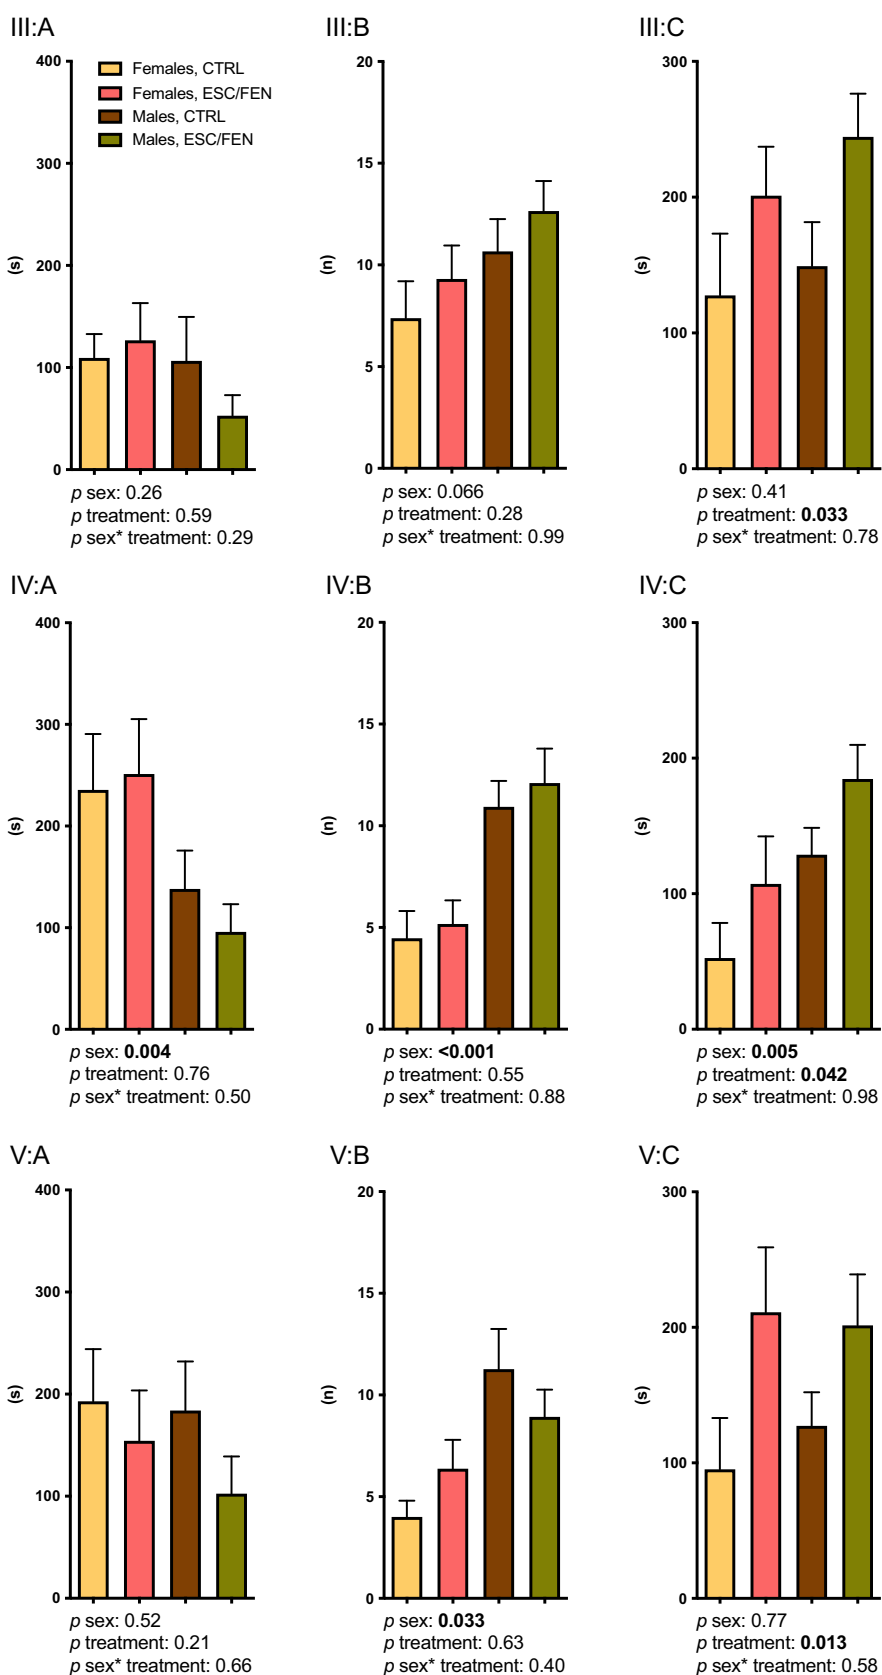 III:A
III:B
III:C
400
300
200
100
0
(s)
Females, CTRL
Females, ESC/FEN
Males, CTRL
Males, ESC/FEN
20
15
10
5
0
(n)
300
200
100
0
(s)
p sex: 0.26
p treatment: 0.59
p sex* treatment: 0.29
p sex: 0.066
p treatment: 0.28
p sex* treatment: 0.99
p sex: 0.41
p treatment: 0.033
p sex* treatment: 0.78
IV:A
IV:B
IV:C
400
300
200
100
0
(s)
20
15
10
5
0
(n)
300
200
100
0
(s)
p sex: 0.004
p treatment: 0.76
p sex* treatment: 0.50
p sex: <0.001
p treatment: 0.55
p sex* treatment: 0.88
p sex: 0.005
p treatment: 0.042
p sex* treatment: 0.98
V:A
V:B
V:C
400
300
200
100
0
(s)
20
15
10
5
0
(n)
300
200
100
0
(s)
p sex: 0.52
p treatment: 0.21
p sex* treatment: 0.66
p sex: 0.033
p treatment: 0.63
p sex* treatment: 0.40
p sex: 0.77
p treatment: 0.013
p sex* treatment: 0.58